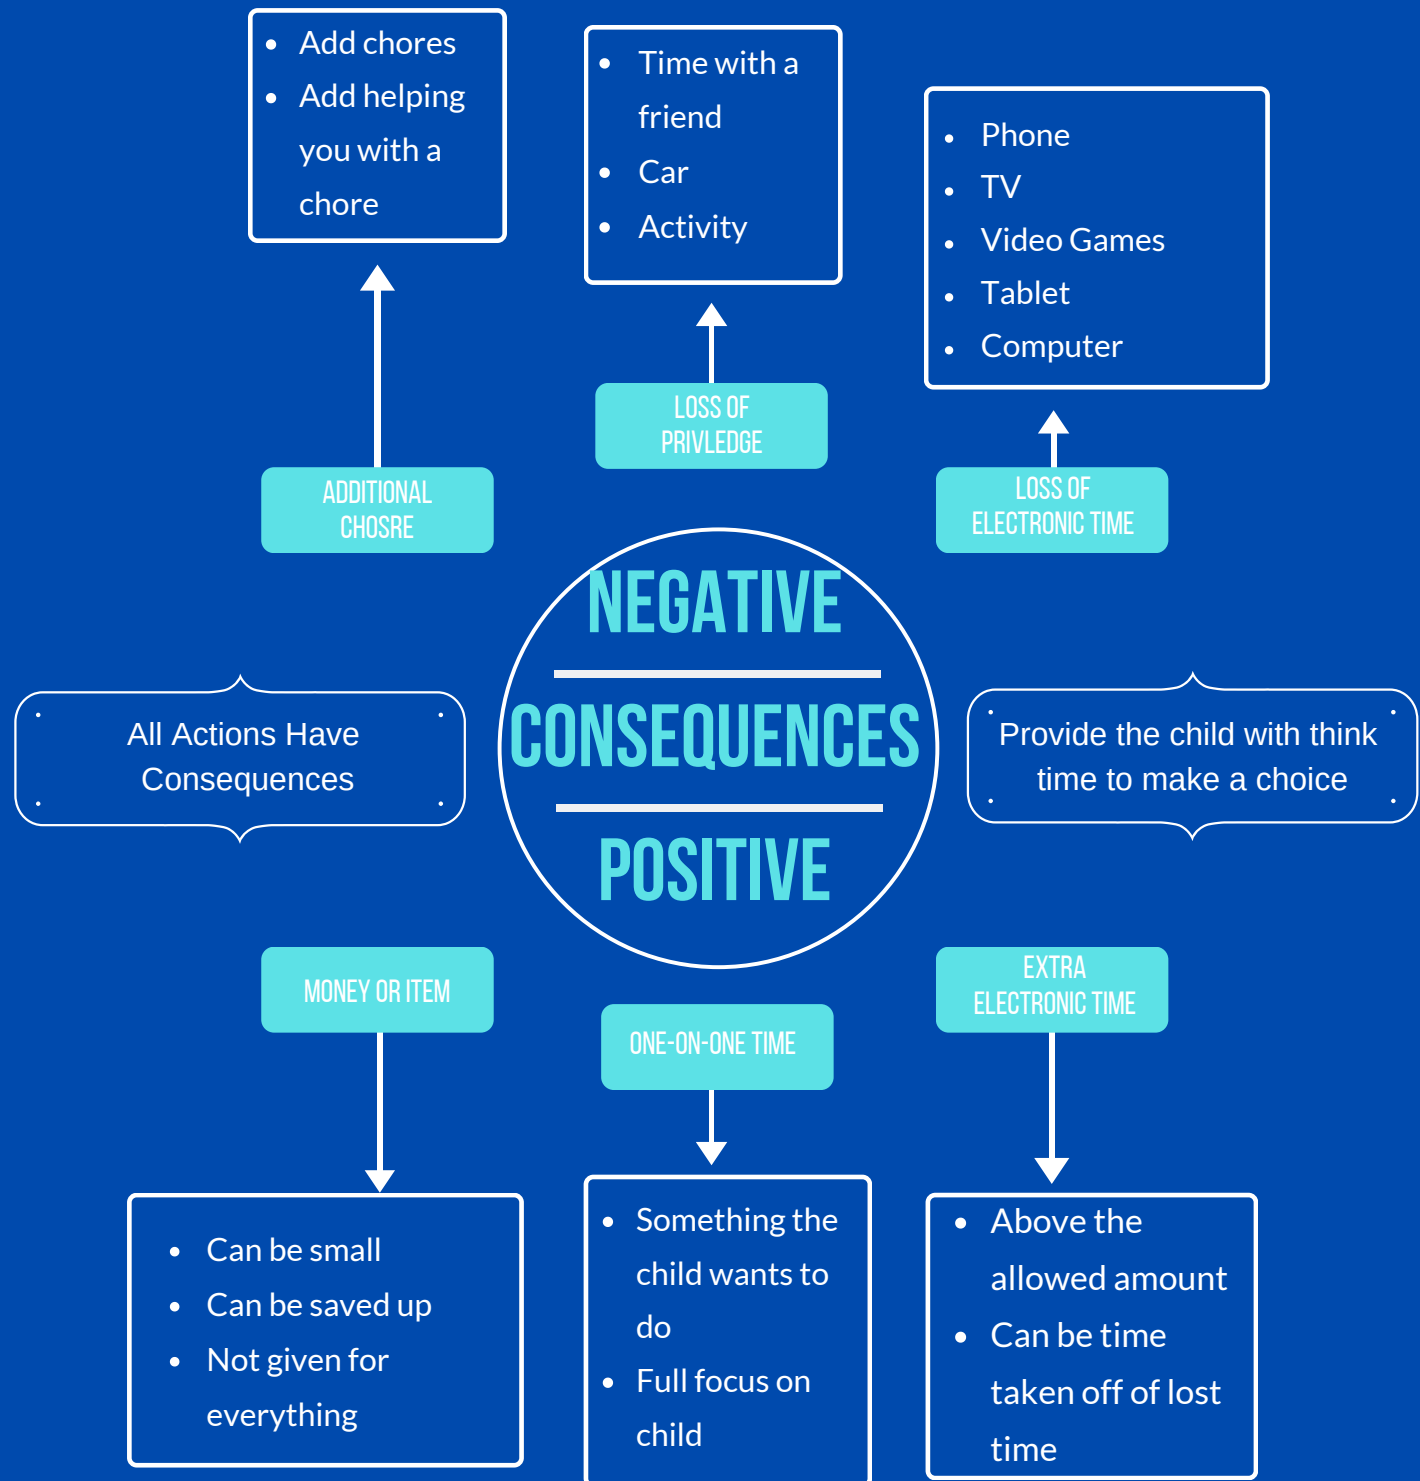 • Add chores
• Add helping
you with a
chore
• Time with a
friend
• Car
• Activity
• Phone
• TV
• Video Games
• Tablet
• Computer
LOSS OF
PRIVLEDGE
ADDITIONAL
CHOSRE
LOSS OF
ELECTRONIC TIME
NEGATIVE
CONSEQUENCES
POSITIVE
All Actions Have
Consequences
Provide the child with think
time to make a choice
MONEY OR ITEM
ONE-ON-ONE TIME
EXTRA
ELECTRONIC TIME
• Can be small
• Can be saved up
• Not given for
everything
• Something the
child wants to
do
• Full focus on
child
• Above the
allowed amount
• Can be time
taken off of lost
time